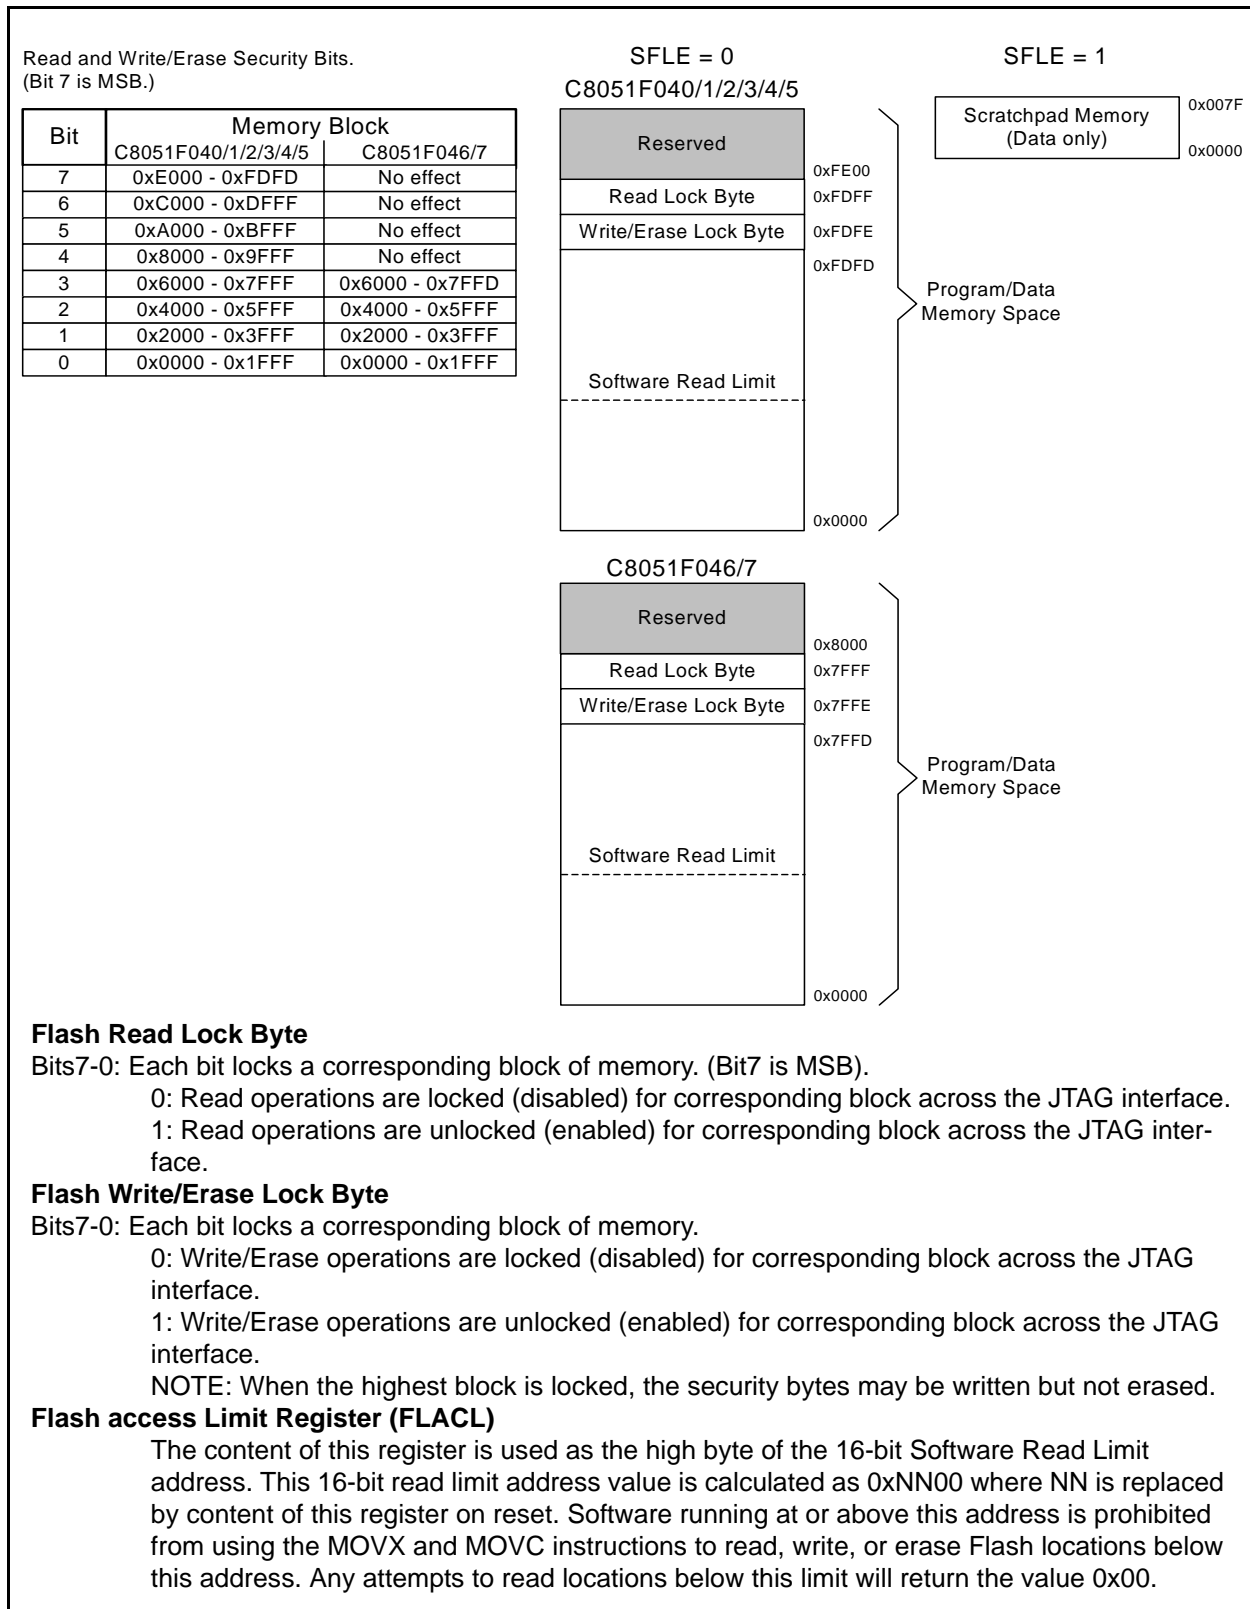 Read and Write/Erase Security Bits.
(Bit 7 is MSB.)
Bit Memory Block
C8051F040/1/2/3/4/5 C8051F046/7
7 0xE000 - 0xFDFD No effect
6 0xC000 - 0xDFFF No effect
5 0xA000 - 0xBFFF No effect
4 0x8000 - 0x9FFF No effect
3 0x6000 - 0x7FFF 0x6000 - 0x7FFD
2 0x4000 - 0x5FFF 0x4000 - 0x5FFF
1 0x2000 - 0x3FFF 0x2000 - 0x3FFF
0 0x0000 - 0x1FFF 0x0000 - 0x1FFF
SFLE = 0
C8051F040/1/2/3/4/5
Reserved
0xFE00
Read Lock Byte 0xFDFF
Write/Erase Lock Byte 0xFDFE
0xFDFD
Software Read Limit
0x0000
Program/Data
Memory Space
SFLE = 1
Scratchpad Memory
(Data only)
0x007F
0x0000
C8051F046/7
Reserved
0x8000
Read Lock Byte 0x7FFF
Write/Erase Lock Byte 0x7FFE
0x7FFD
Software Read Limit
0x0000
Program/Data
Memory Space
Flash Read Lock Byte
Bits7-0: Each bit locks a corresponding block of memory. (Bit7 is MSB).
0: Read operations are locked (disabled) for corresponding block across the JTAG interface.
1: Read operations are unlocked (enabled) for corresponding block across the JTAG inter-
face.
Flash Write/Erase Lock Byte
Bits7-0: Each bit locks a corresponding block of memory.
0: Write/Erase operations are locked (disabled) for corresponding block across the JTAG
interface.
1: Write/Erase operations are unlocked (enabled) for corresponding block across the JTAG
interface.
NOTE: When the highest block is locked, the security bytes may be written but not erased.
Flash access Limit Register (FLACL)
The content of this register is used as the high byte of the 16-bit Software Read Limit
address. This 16-bit read limit address value is calculated as 0xNN00 where NN is replaced
by content of this register on reset. Software running at or above this address is prohibited
from using the MOVX and MOVC instructions to read, write, or erase Flash locations below
this address. Any attempts to read locations below this limit will return the value 0x00.